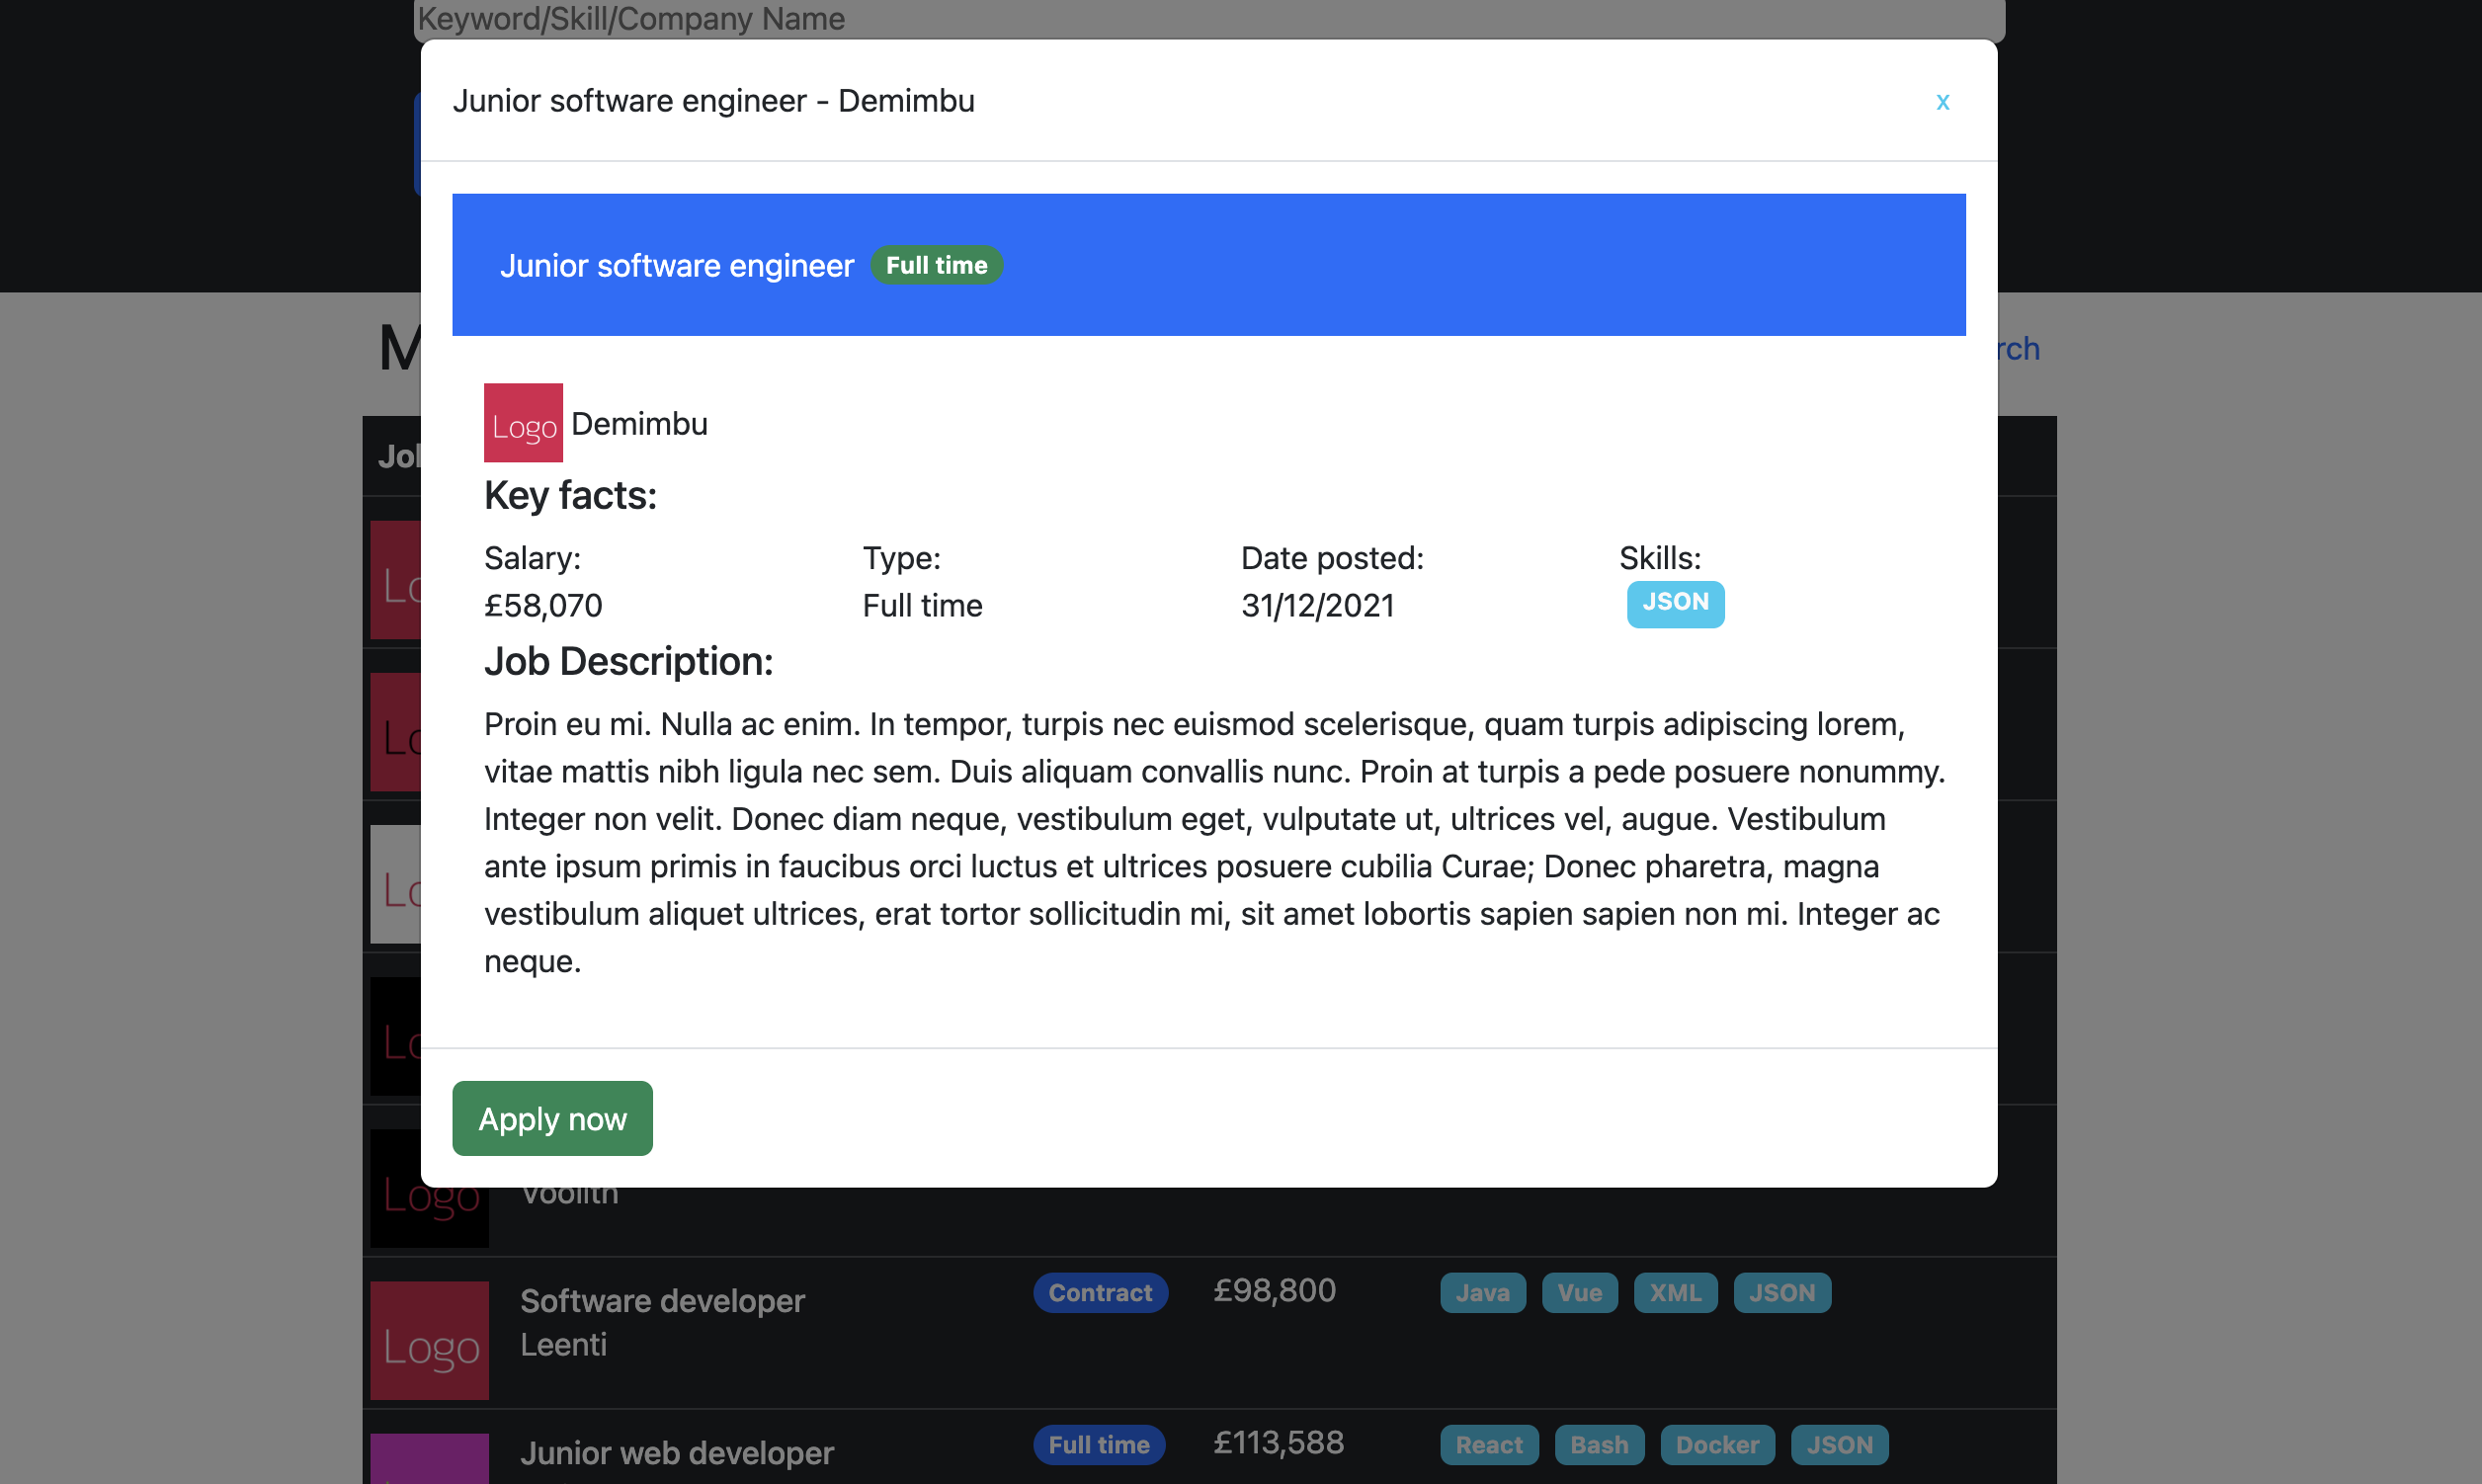 Keyword/Skill/Company Name
Junior software engineer - Demimbu
x
Junior software engineer Full time
Logo Demimbu
Key facts:
Salary: Type: Date posted: Skills:
£58,070 Full time 31/12/2021 JSON
Job Description:
Proin eu mi. Nulla ac enim. In tempor, turpis nec euismod scelerisque, quam turpis adipiscing lorem,
vitae mattis nibh ligula nec sem. Duis aliquam convallis nunc. Proin at turpis a pede posuere nonummy.
Integer non velit. Donec diam neque, vestibulum eget, vulputate ut, ultrices vel, augue. Vestibulum
ante ipsum primis in faucibus orci luctus et ultrices posuere cubilia Curae; Donec pharetra, magna
vestibulum aliquet ultrices, erat tortor sollicitudin mi, sit amet lobortis sapien sapien non mi. Integer ac
neque.
Apply now
Logo Voolith
Logo Software developer Contract £98,800 Java Vue XML JSON
Leenti
Junior web developer Full time £113,588 React Bash Docker JSON